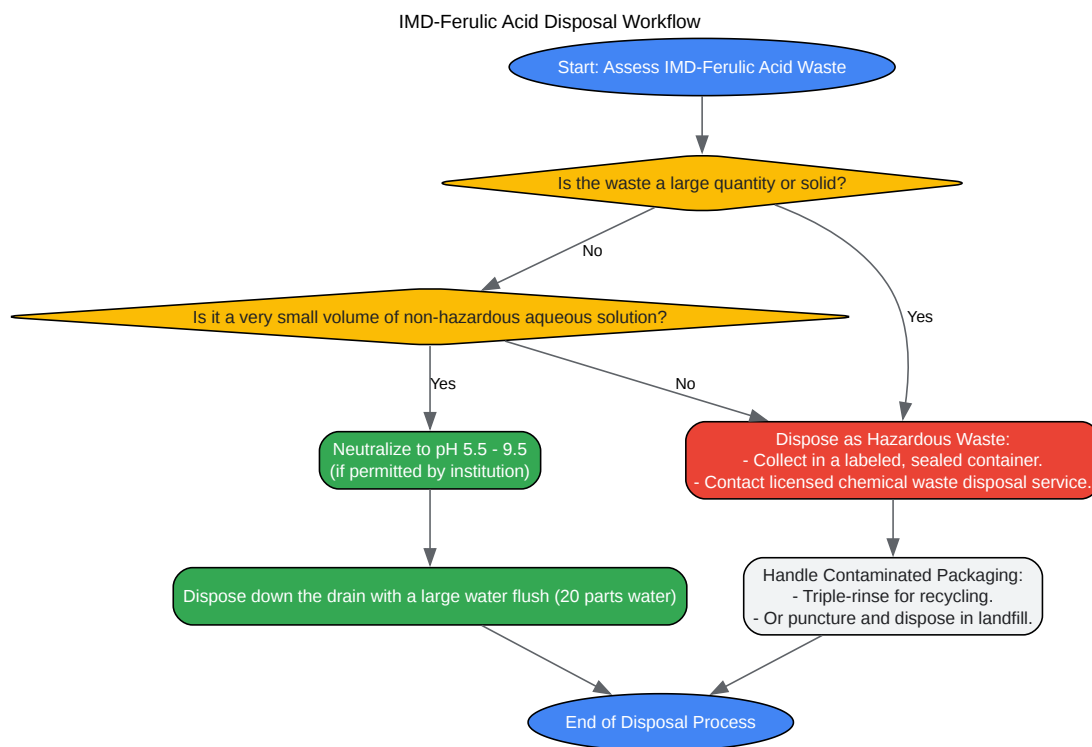 IMD-Ferulic Acid Disposal Workflow
Start: Assess IMD-Ferulic Acid Waste
Is the waste a large quantity or solid?
No
Yes
Is it a very small volume of non-hazardous aqueous solution?
Yes
No
Neutralize to pH 5.5 - 9.5
(if permitted by institution)
Dispose as Hazardous Waste:
- Collect in a labeled, sealed container.
- Contact licensed chemical waste disposal service.
Dispose down the drain with a large water flush (20 parts water)
Handle Contaminated Packaging:
- Triple-rinse for recycling.
- Or puncture and dispose in landfill.
End of Disposal Process